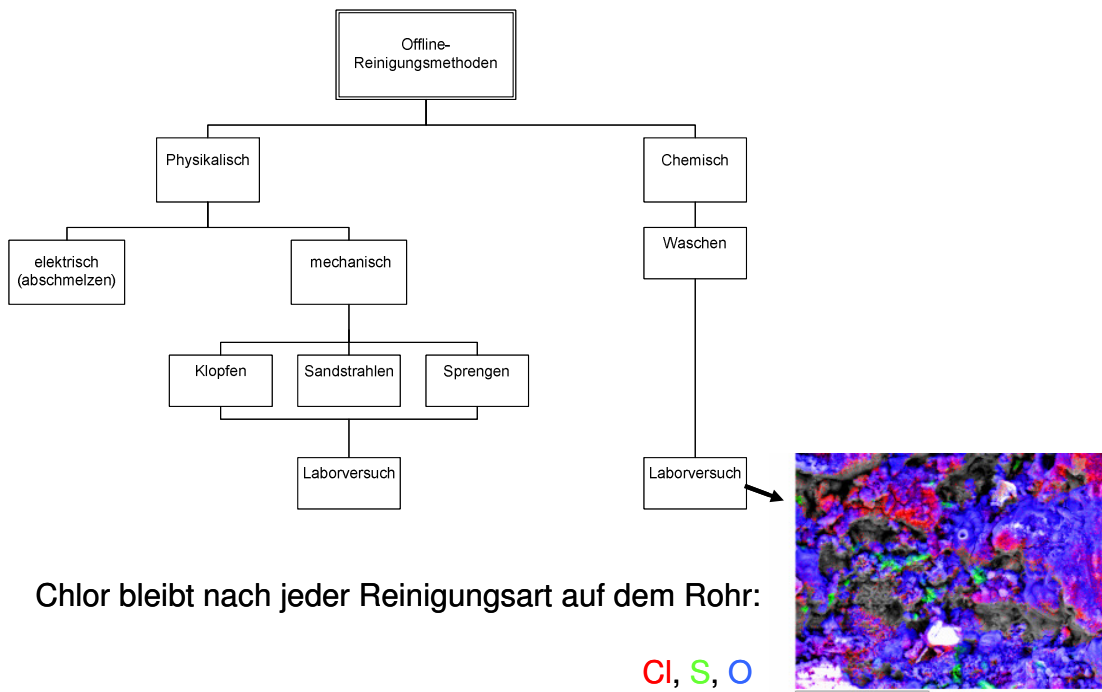 Offline-
Reinigungsmethoden
Physikalisch
Chemisch
elektrisch
(abschmelzen)
mechanisch
Waschen
Klopfen
Sandstrahlen
Sprengen
Laborversuch
Laborversuch
Chlor bleibt nach jeder Reinigungsart auf dem Rohr:
Cl, S, O